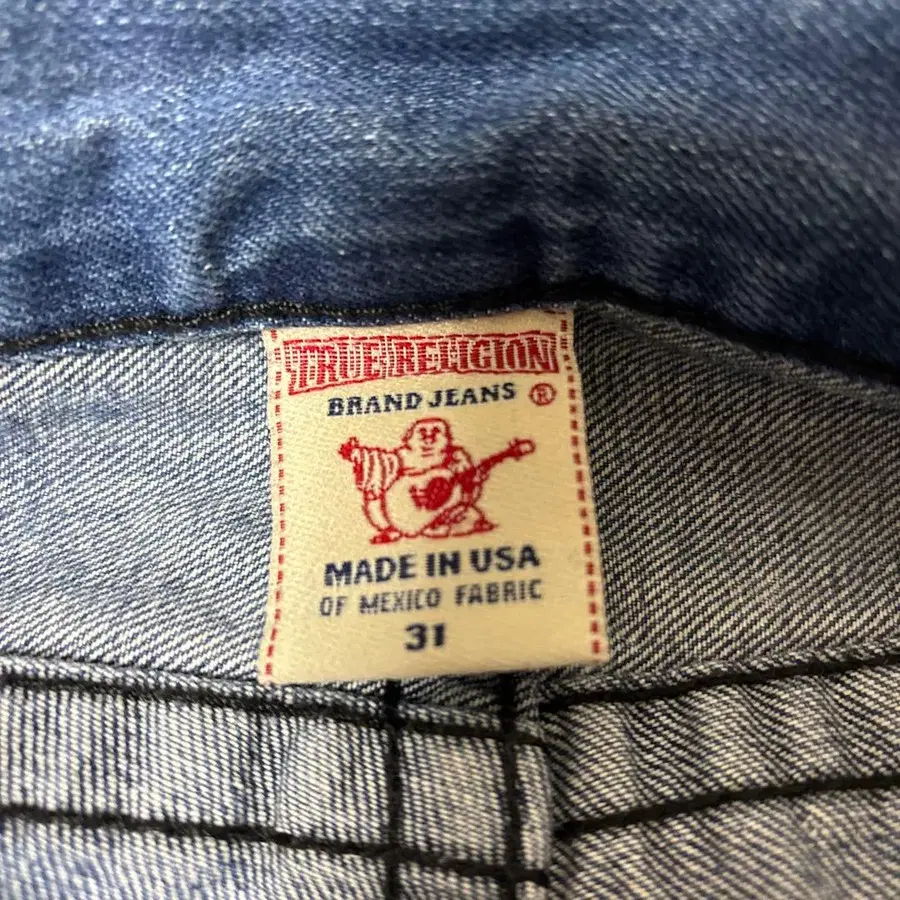 TRUE RELIGION
BRAND JEANS ®
MADE IN USA
OF MEXICO FABRIC
31